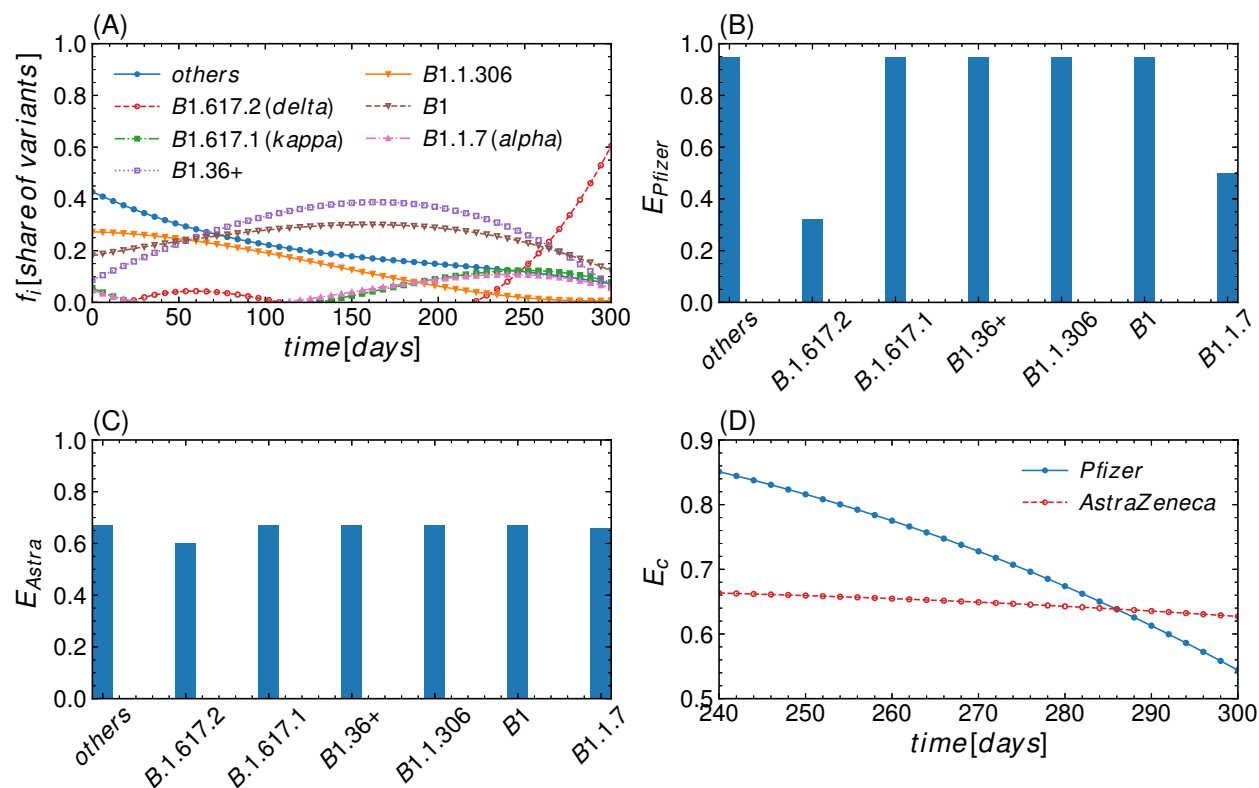 (A)
f_i [share of variants]
1.0
0.8
0.6
0.4
0.2
0.0
others
B1.617.2 (delta)
B1.617.1 (kappa)
B1.36+
B1.1.306
B1
B1.1.7 (alpha)
0 50 100 150 200 250 300
time [days]
(B)
E_Pfizer
1.0
0.8
0.6
0.4
0.2
0.0
others B.1.617.2 B.1.617.1 B1.36+ B1.1.306 B1 B1.1.7
(C)
E_Astra
1.0
0.8
0.6
0.4
0.2
0.0
others B.1.617.2 B.1.617.1 B1.36+ B1.1.306 B1 B1.1.7
(D)
E_c
0.9
0.8
0.7
0.6
0.5
Pfizer
AstraZeneca
240 250 260 270 280 290 300
time [days]